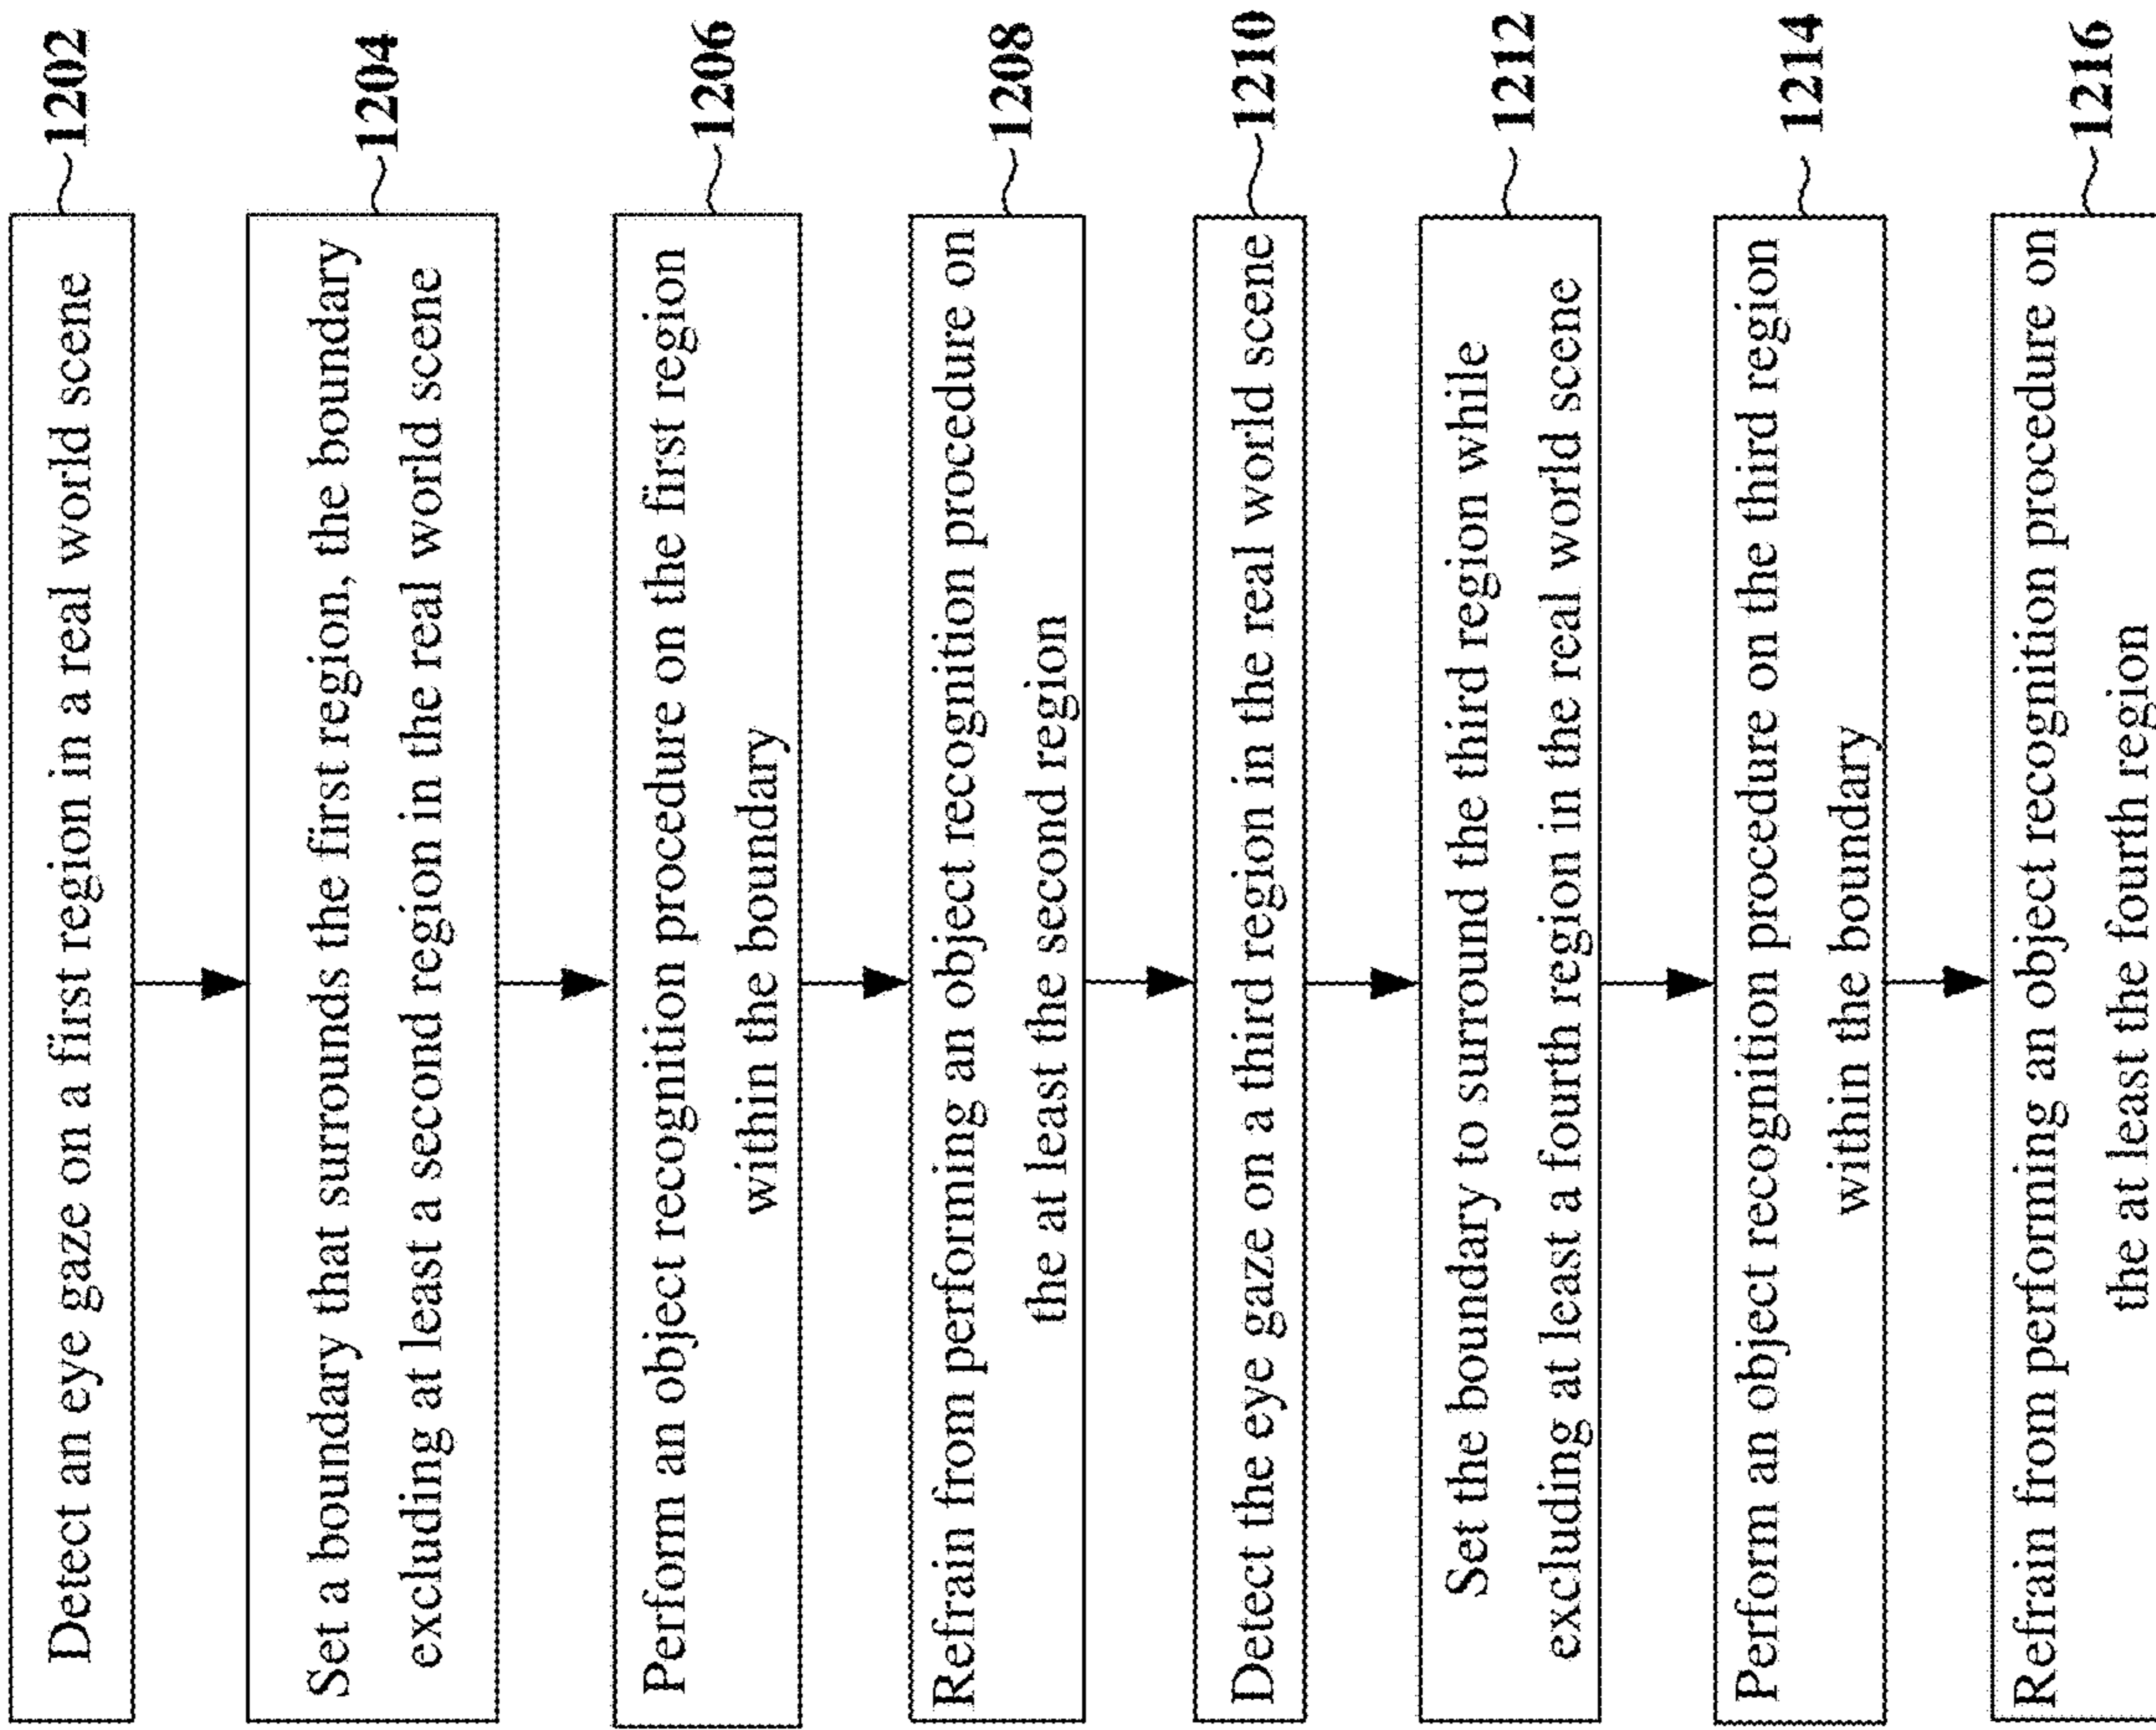 Detect an eye gaze on a first region in a real world scene
1202
Set a boundary that surrounds the first region, the boundary
excluding at least a second region in the real world scene
1204
Perform an object recognition procedure on the first region
within the boundary
1206
Refrain from performing an object recognition procedure on
the at least the second region
1208
Detect the eye gaze on a third region in the real world scene
1210
Set the boundary to surround the third region while
excluding at least a fourth region in the real world scene
1212
Perform an object recognition procedure on the third region
within the boundary
1214
Refrain from performing an object recognition procedure on
the at least the fourth region
1216